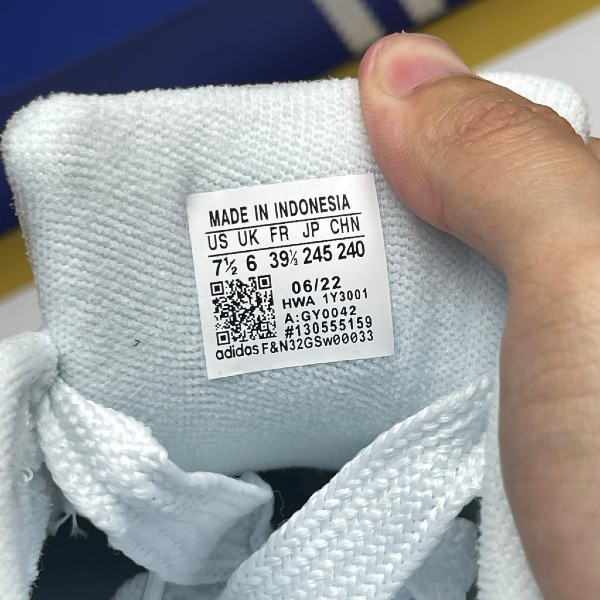 MADE IN INDONESIA
US UK FR JP CHN
7½ 6 39⅓ 245 240
06/22
HWA 1Y3001
A:GY0042
#130555159
adidas F&N32GSw00033